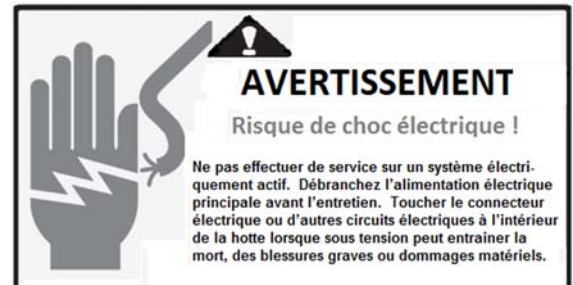 AVERTISSEMENT
Risque de choc électrique !
Ne pas effectuer de service sur un système électri-
quement actif. Débranchez l'alimentation électrique
principale avant l'entretien. Toucher le connecteur
électrique ou d'autres circuits électriques à l'intérieur
de la hotte lorsque sous tension peut entrainer la
mort, des blessures graves ou dommages matériels.